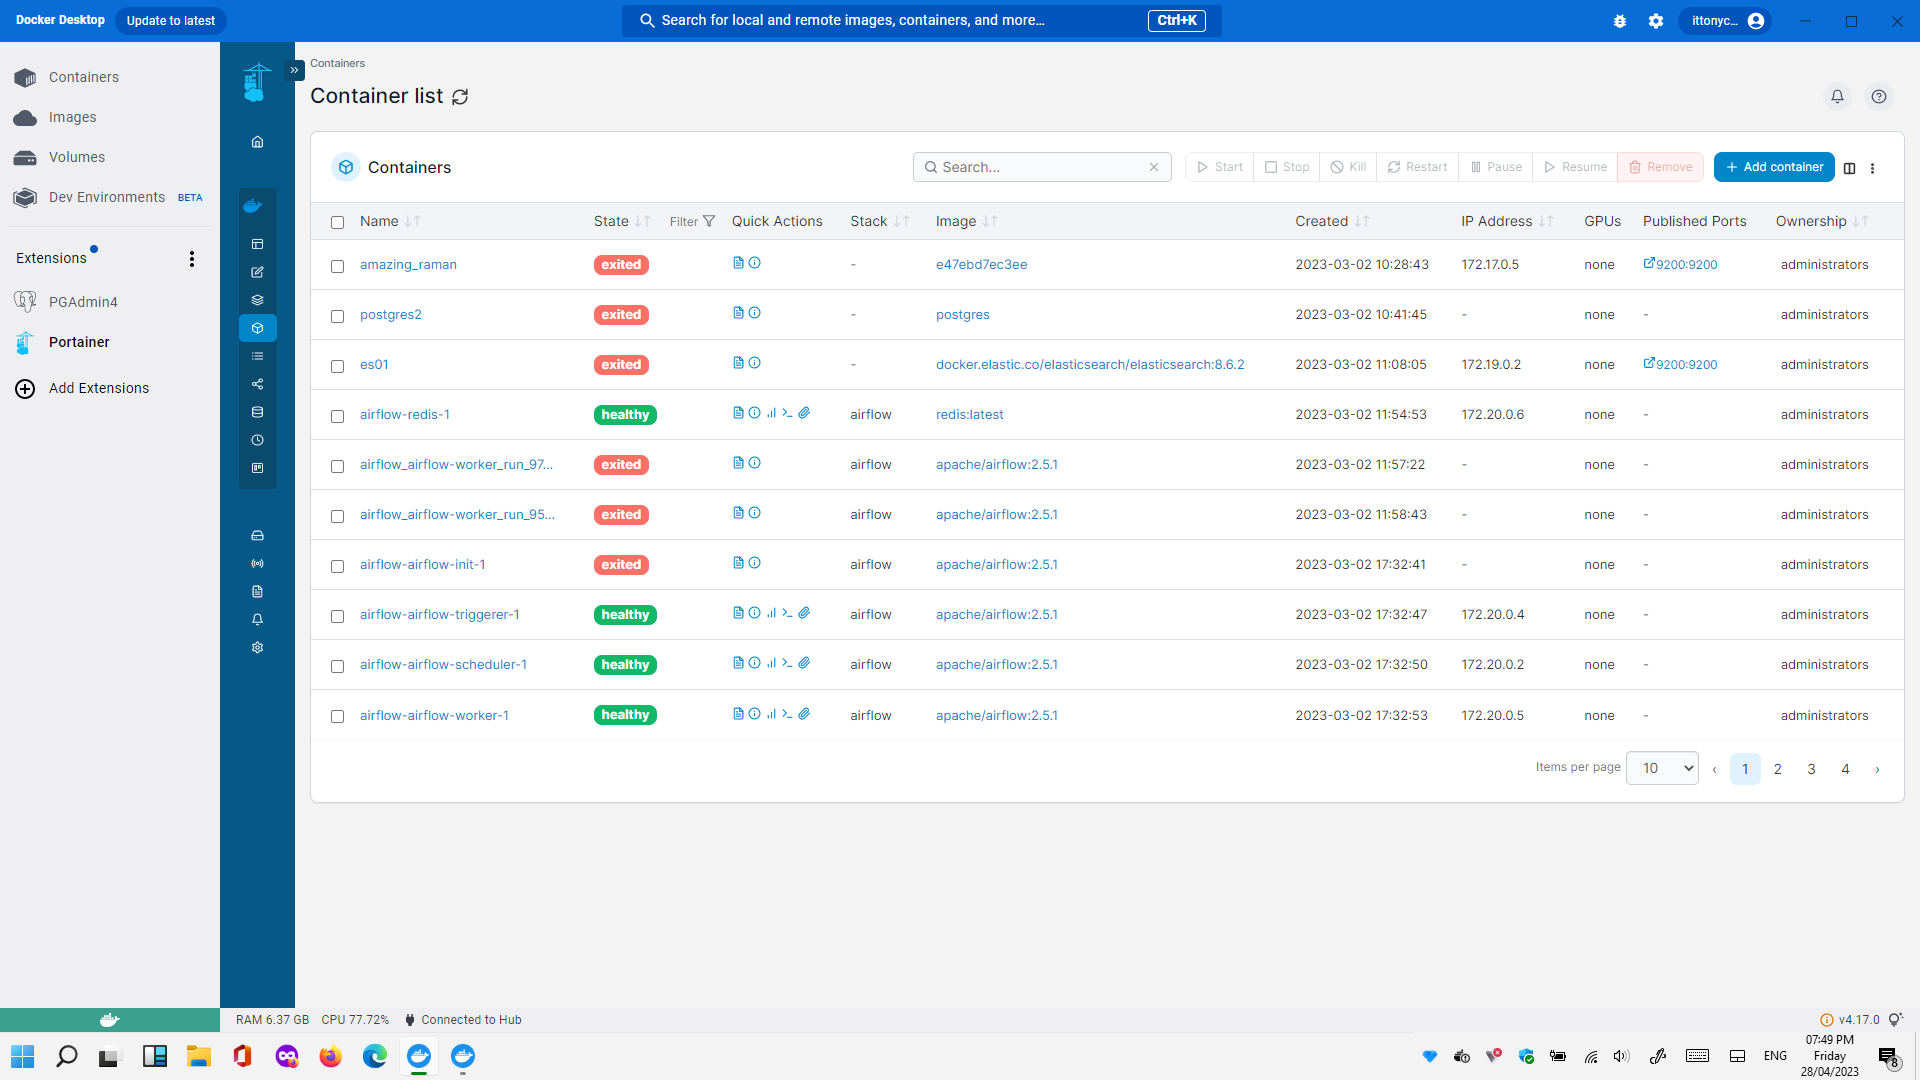 Docker Desktop Update to latest Search for local and remote images, containers, and more... Ctrl+K ittonyc...
Containers
Images
Volumes
Dev Environments BETA
Extensions
PGAdmin4
Portainer
Add Extensions
Containers
Container list
Containers Search... Start Stop Kill Restart Pause Resume Remove Add container
Name State Filter Quick Actions Stack Image Created IP Address GPUs Published Ports Ownership
amazing_raman exited - e47ebd7ec3ee 2023-03-02 10:28:43 172.17.0.5 none 9200:9200 administrators
postgres2 exited - postgres 2023-03-02 10:41:45 - none - administrators
es01 exited - docker.elastic.co/elasticsearch/elasticsearch:8.6.2 2023-03-02 11:08:05 172.19.0.2 none 9200:9200 administrators
airflow-redis-1 healthy airflow redis:latest 2023-03-02 11:54:53 172.20.0.6 none - administrators
airflow_airflow-worker_run_97... exited airflow apache/airflow:2.5.1 2023-03-02 11:57:22 - none - administrators
airflow_airflow-worker_run_95... exited airflow apache/airflow:2.5.1 2023-03-02 11:58:43 - none - administrators
airflow-airflow-init-1 exited airflow apache/airflow:2.5.1 2023-03-02 17:32:41 - none - administrators
airflow-airflow-triggerer-1 healthy airflow apache/airflow:2.5.1 2023-03-02 17:32:47 172.20.0.4 none - administrators
airflow-airflow-scheduler-1 healthy airflow apache/airflow:2.5.1 2023-03-02 17:32:50 172.20.0.2 none - administrators
airflow-airflow-worker-1 healthy airflow apache/airflow:2.5.1 2023-03-02 17:32:53 172.20.0.5 none - administrators
Items per page 10 ‹ 1 2 3 4 ›
RAM 6.37 GB CPU 77.72% Connected to Hub v4.17.0
ENG
07:49 PM
Friday
28/04/2023
8